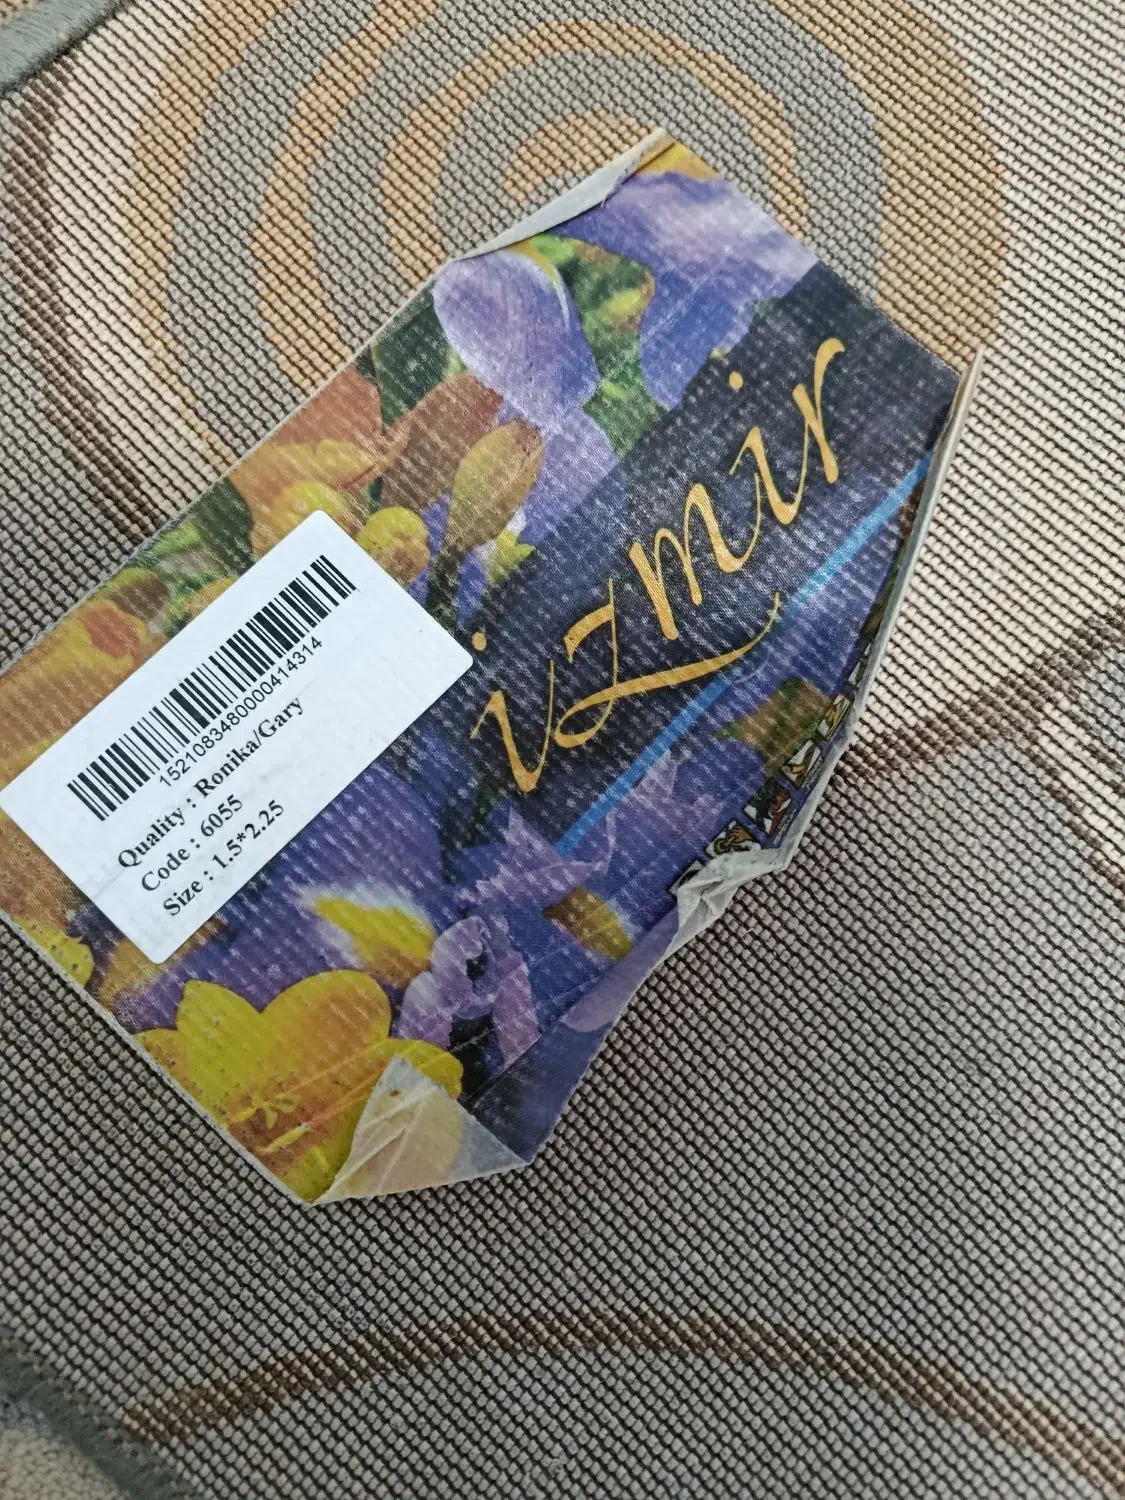 izmir
15210834800000414314
Quality : Ronika/Gary
Code : 6055
Size : 1.5*2.25